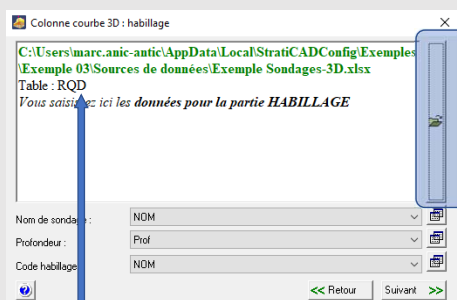 Colonne courbe 3D : habillage
C:\Users\marc.anic-antic\AppData\Local\StratiCADConfig\Exemples
\Exemple 03\Sources de données\Exemple Sondages-3D.xlsx
Table : RQD
Vous saisissez ici les données pour la partie HABILLAGE
Nom de sondage : NOM
Profondeur : Prof
Code habillage NOM
<< Retour Suivant >>